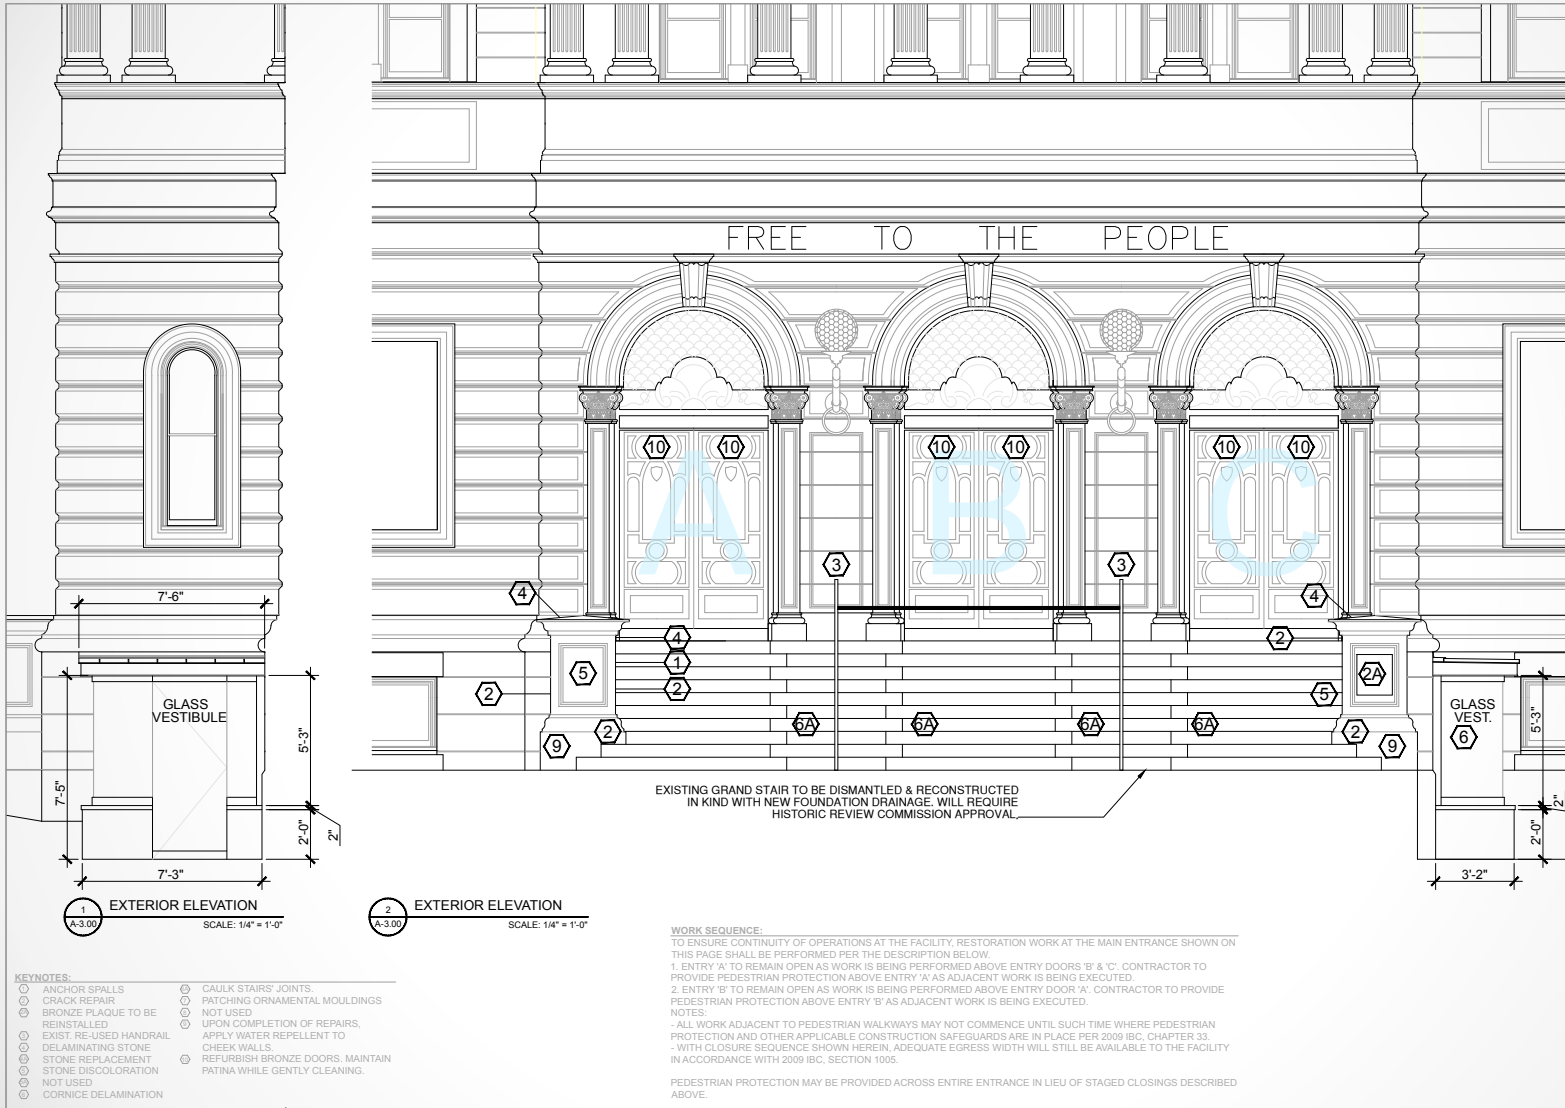 FREE TO THE PEOPLE
A B C
10 10 10 10 10 10
3 3
4 4
7'-6"
4 2
1
5 2A
2 2 5
GLASS
VESTIBULE
GLASS
VEST.
6
6A 6A 6A 6A
2 2
9 9
5'-3"
7'-5"
2'-0"
2"
5'-3"
2"
2'-0"
EXISTING GRAND STAIR TO BE DISMANTLED & RECONSTRUCTED
IN KIND WITH NEW FOUNDATION DRAINAGE. WILL REQUIRE
HISTORIC REVIEW COMMISSION APPROVAL.
7'-3"
3'-2"
1
A-3.00
EXTERIOR ELEVATION
SCALE: 1/4" = 1'-0"
2
A-3.00
EXTERIOR ELEVATION
SCALE: 1/4" = 1'-0"
KEYNOTES:
ANCHOR SPALLS
CRACK REPAIR
BRONZE PLAQUE TO BE
REINSTALLED
EXIST. RE-USED HANDRAIL
DELAMINATING STONE
STONE REPLACEMENT
STONE DISCOLORATION
NOT USED
CORNICE DELAMINATION
CAULK STAIRS' JOINTS.
PATCHING ORNAMENTAL MOULDINGS
NOT USED
UPON COMPLETION OF REPAIRS,
APPLY WATER REPELLENT TO
CHEEK WALLS.
REFURBISH BRONZE DOORS. MAINTAIN
PATINA WHILE GENTLY CLEANING.
WORK SEQUENCE:
TO ENSURE CONTINUITY OF OPERATIONS AT THE FACILITY, RESTORATION WORK AT THE MAIN ENTRANCE SHOWN ON
THIS PAGE SHALL BE PERFORMED PER THE DESCRIPTION BELOW.
1. ENTRY 'A' TO REMAIN OPEN AS WORK IS BEING PERFORMED ABOVE ENTRY DOORS 'B' & 'C'. CONTRACTOR TO
PROVIDE PEDESTRIAN PROTECTION ABOVE ENTRY 'A' AS ADJACENT WORK IS BEING EXECUTED.
2. ENTRY 'B' TO REMAIN OPEN AS WORK IS BEING PERFORMED ABOVE ENTRY DOOR 'A'. CONTRACTOR TO PROVIDE
PEDESTRIAN PROTECTION ABOVE ENTRY 'B' AS ADJACENT WORK IS BEING EXECUTED.
NOTES:
- ALL WORK ADJACENT TO PEDESTRIAN WALKWAYS MAY NOT COMMENCE UNTIL SUCH TIME WHERE PEDESTRIAN
PROTECTION AND OTHER APPLICABLE CONSTRUCTION SAFEGUARDS ARE IN PLACE PER 2009 IBC, CHAPTER 33.
- WITH CLOSURE SEQUENCE SHOWN HEREIN, ADEQUATE EGRESS WIDTH WILL STILL BE AVAILABLE TO THE FACILITY
IN ACCORDANCE WITH 2009 IBC, SECTION 1005.
PEDESTRIAN PROTECTION MAY BE PROVIDED ACROSS ENTIRE ENTRANCE IN LIEU OF STAGED CLOSINGS DESCRIBED
ABOVE.